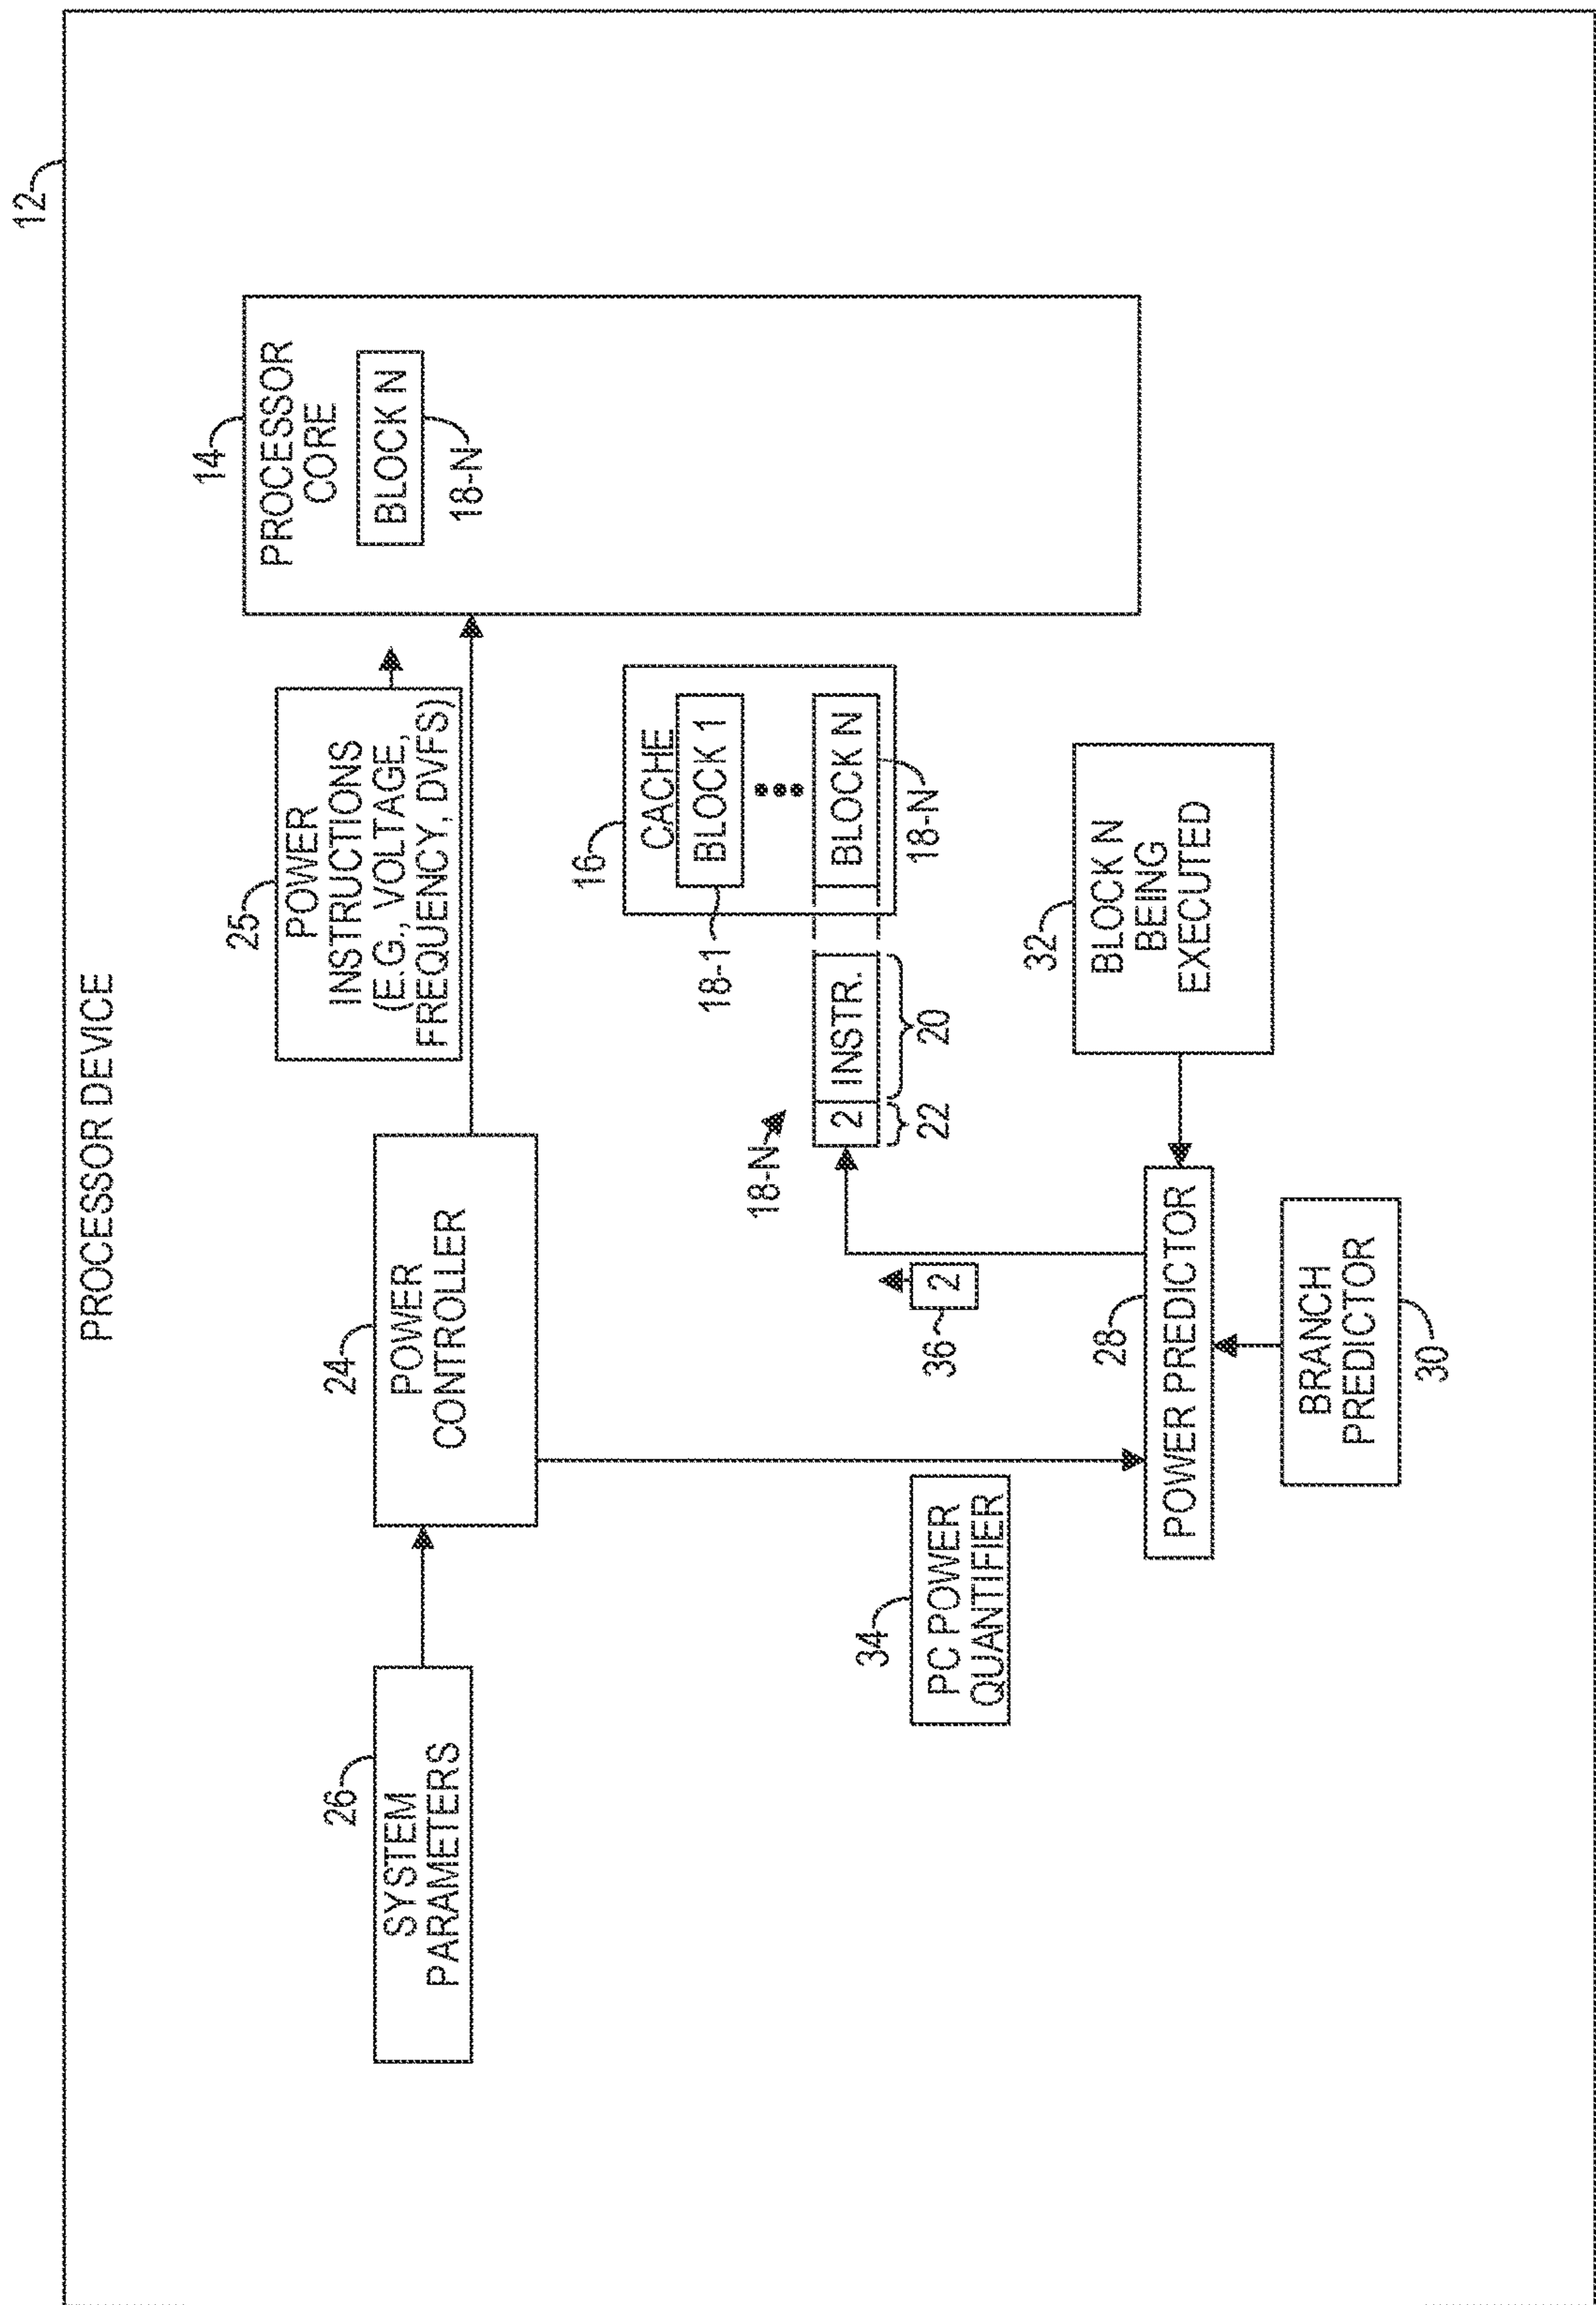 12
PROCESSOR DEVICE
26
SYSTEM
PARAMETERS
24
POWER
CONTROLLER
25
POWER
INSTRUCTIONS
(E.G., VOLTAGE,
FREQUENCY, DVFS)
14
PROCESSOR
CORE
BLOCK N
18-N
16
CACHE
BLOCK 1
18-1
BLOCK N
18-N
18-N
2
INSTR.
22
20
34
PC POWER
QUANTIFIER
36
2
28
POWER PREDICTOR
32
BLOCK N
BEING
EXECUTED
BRANCH
PREDICTOR
30